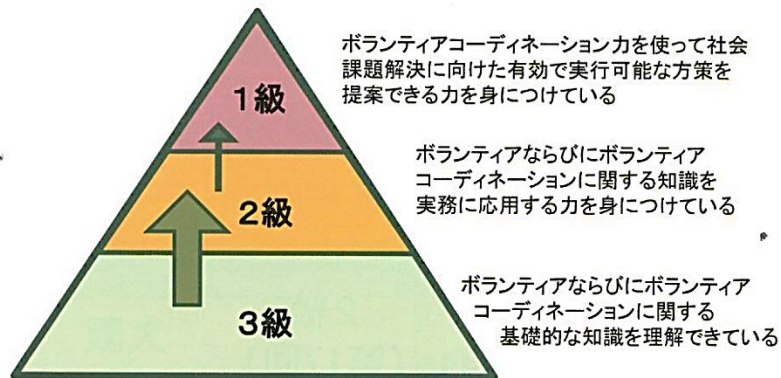 ボランティアコーディネーション力を使って社会
課題解決に向けた有効で実行可能な方策を
提案できる力を身につけている
1級
ボランティアならびにボランティア
コーディネーションに関する知識を
実務に応用する力を身につけている
2級
ボランティアならびにボランティア
コーディネーションに関する
基礎的な知識を理解できている
3級